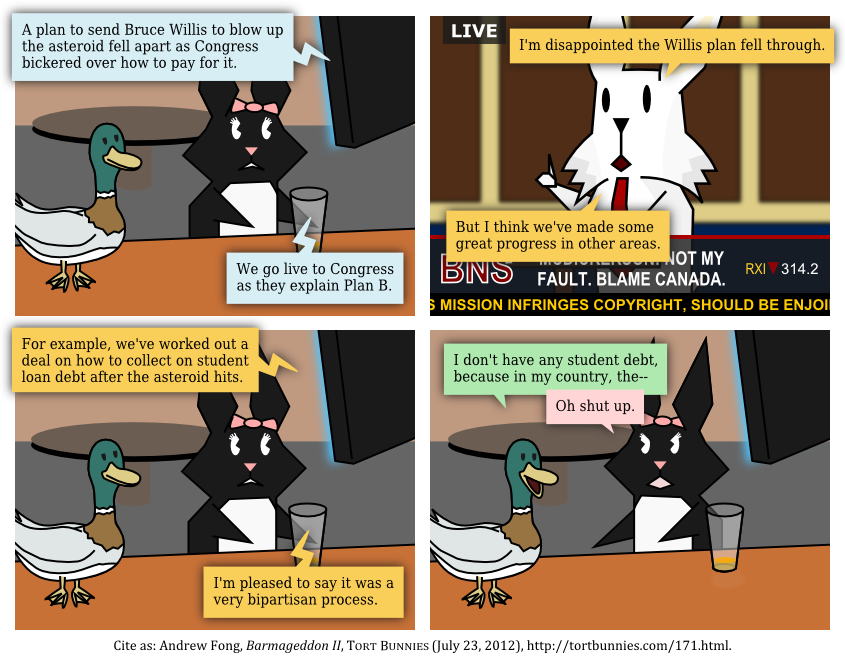 A plan to send Bruce Willis to blow up
the asteroid fell apart as Congress
bickered over how to pay for it.
We go live to Congress
as they explain Plan B.
LIVE
I'm disappointed the Willis plan fell through.
But I think we've made some
great progress in other areas.
BNS
NOT MY
FAULT. BLAME CANADA.
RXI▼314.2
MISSION INFRINGES COPYRIGHT, SHOULD BE
For example, we've worked out a
deal on how to collect on student
loan debt after the asteroid hits.
I'm pleased to say it was a
very bipartisan process.
I don't have any student debt,
because in my country, the--
Oh shut up.
Cite as: Andrew Fong, Barmageddon II, TORT BUNNIES (July 23, 2012), http://tortbunnies.com/171.html.